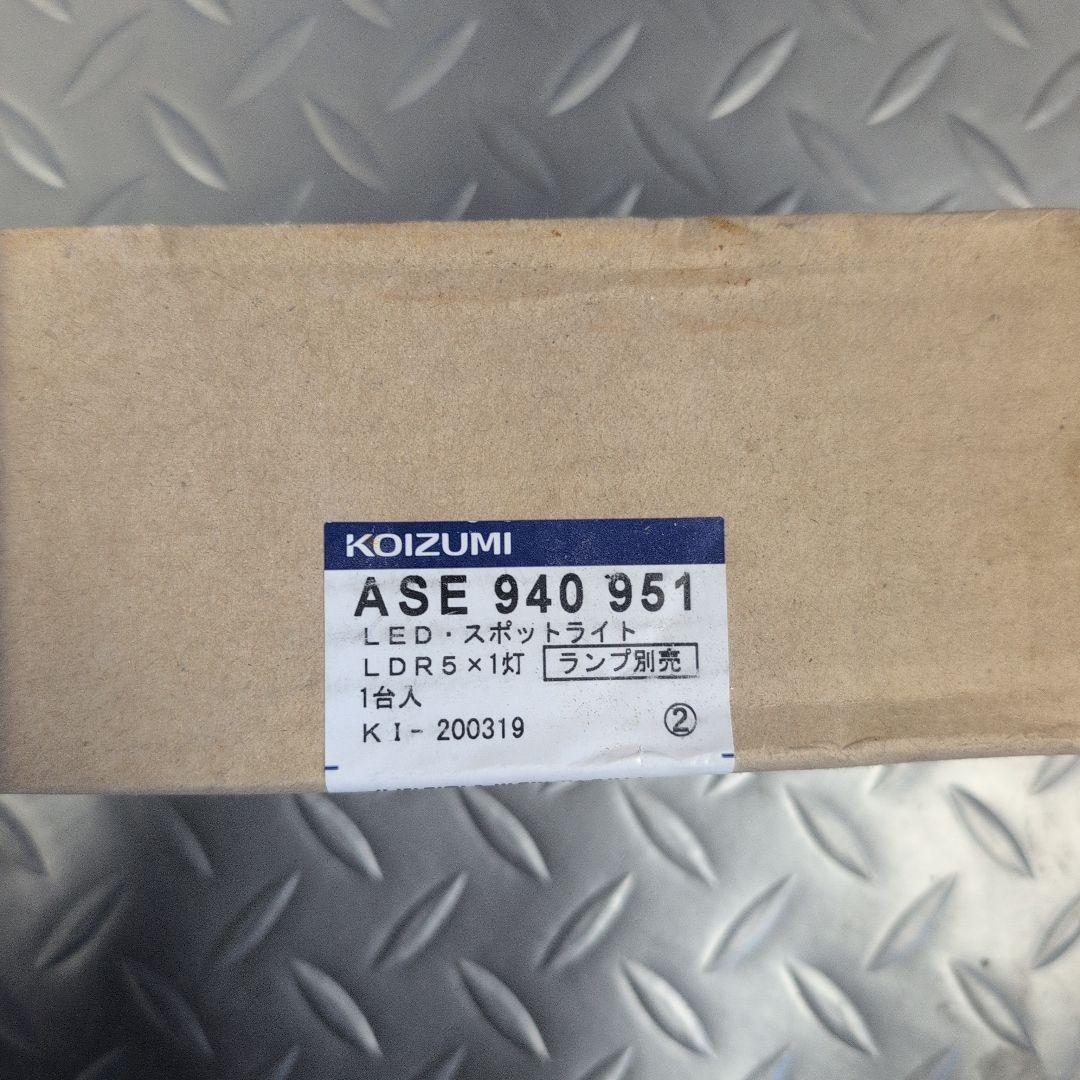 KOIZUMI
ASE 940 951
LED・スポットライト
LDR5×1灯 ランプ別売
1台入
KI-200319 ②